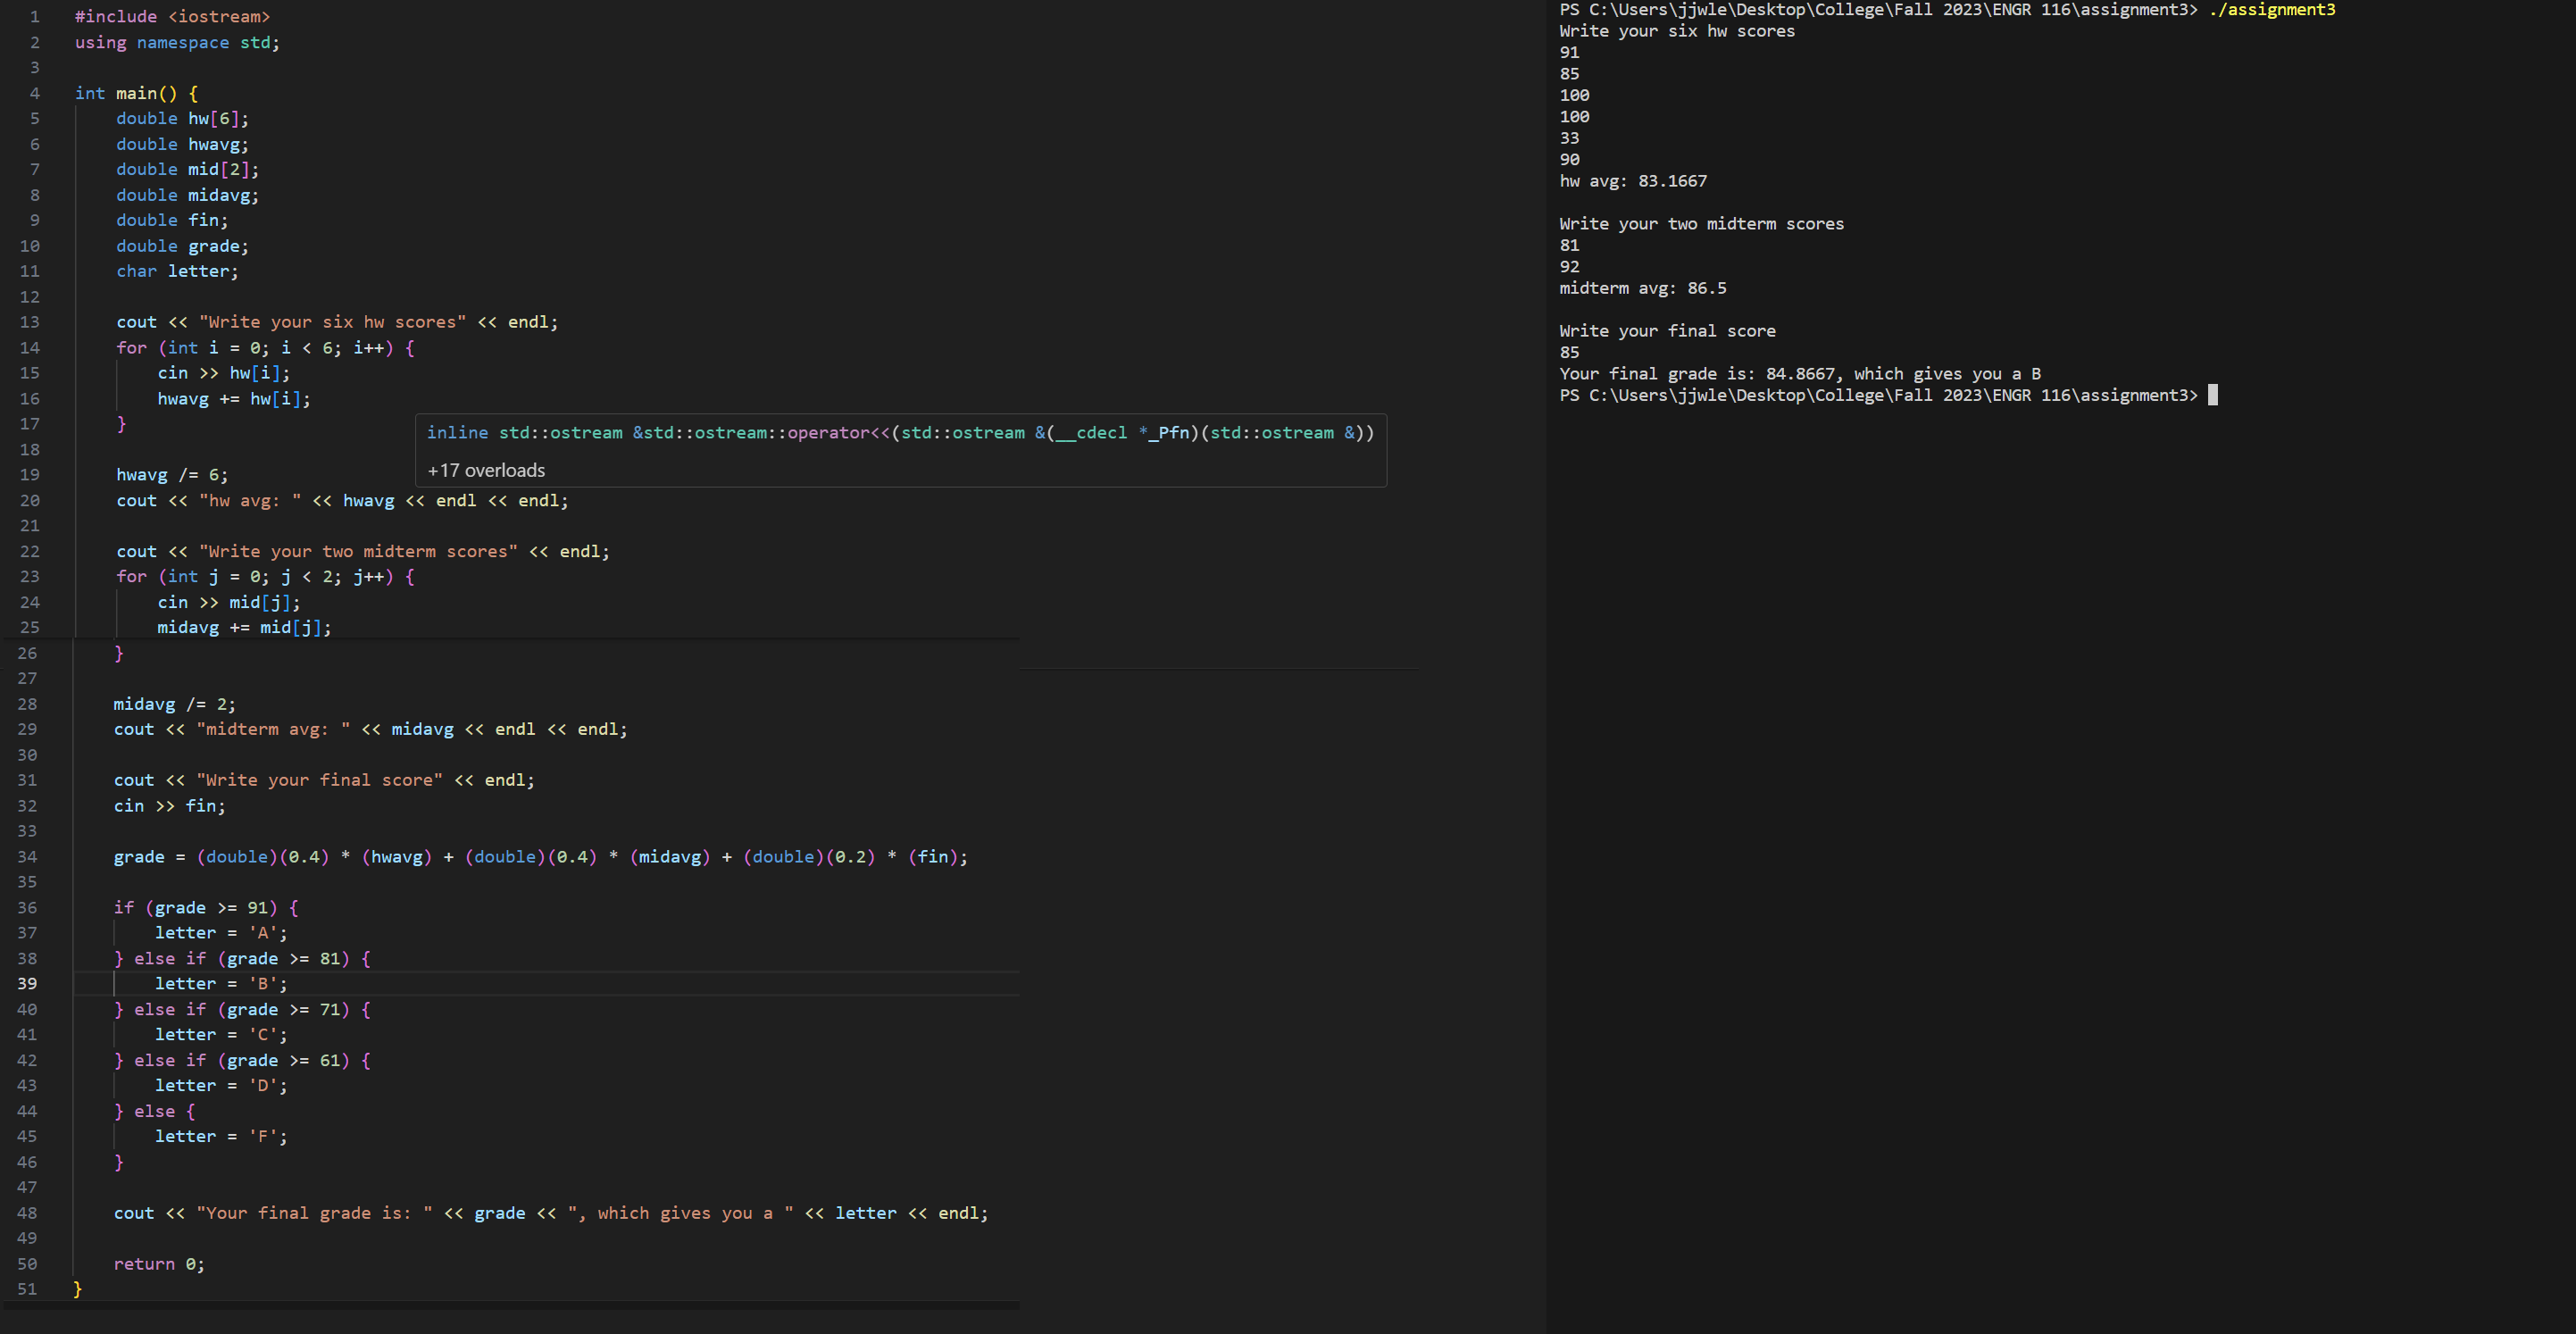 1 #include <iostream>
2 using namespace std;
3
4 int main() {
5     double hw[6];
6     double hwavg;
7     double mid[2];
8     double midavg;
9     double fin;
10     double grade;
11     char letter;
12
13     cout << "Write your six hw scores" << endl;
14     for (int i = 0; i < 6; i++) {
15         cin >> hw[i];
16         hwavg += hw[i];
17     }
18
19     hwavg /= 6;
20     cout << "hw avg: " << hwavg << endl << endl;
21
22     cout << "Write your two midterm scores" << endl;
23     for (int j = 0; j < 2; j++) {
24         cin >> mid[j];
25         midavg += mid[j];
26     }
27
28     midavg /= 2;
29     cout << "midterm avg: " << midavg << endl << endl;
30
31     cout << "Write your final score" << endl;
32     cin >> fin;
33
34     grade = (double)(0.4) * (hwavg) + (double)(0.4) * (midavg) + (double)(0.2) * (fin);
35
36     if (grade >= 91) {
37         letter = 'A';
38     } else if (grade >= 81) {
39         letter = 'B';
40     } else if (grade >= 71) {
41         letter = 'C';
42     } else if (grade >= 61) {
43         letter = 'D';
44     } else {
45         letter = 'F';
46     }
47
48     cout << "Your final grade is: " << grade << ", which gives you a " << letter << endl;
49
50     return 0;
51 }
inline std::ostream &std::ostream::operator<<(std::ostream &(__cdecl *_Pfn)(std::ostream &))
+17 overloads
PS C:\Users\jjwle\Desktop\College\Fall 2023\ENGR 116\assignment3> ./assignment3
Write your six hw scores
91
85
100
100
33
90
hw avg: 83.1667

Write your two midterm scores
81
92
midterm avg: 86.5

Write your final score
85
Your final grade is: 84.8667, which gives you a B
PS C:\Users\jjwle\Desktop\College\Fall 2023\ENGR 116\assignment3>